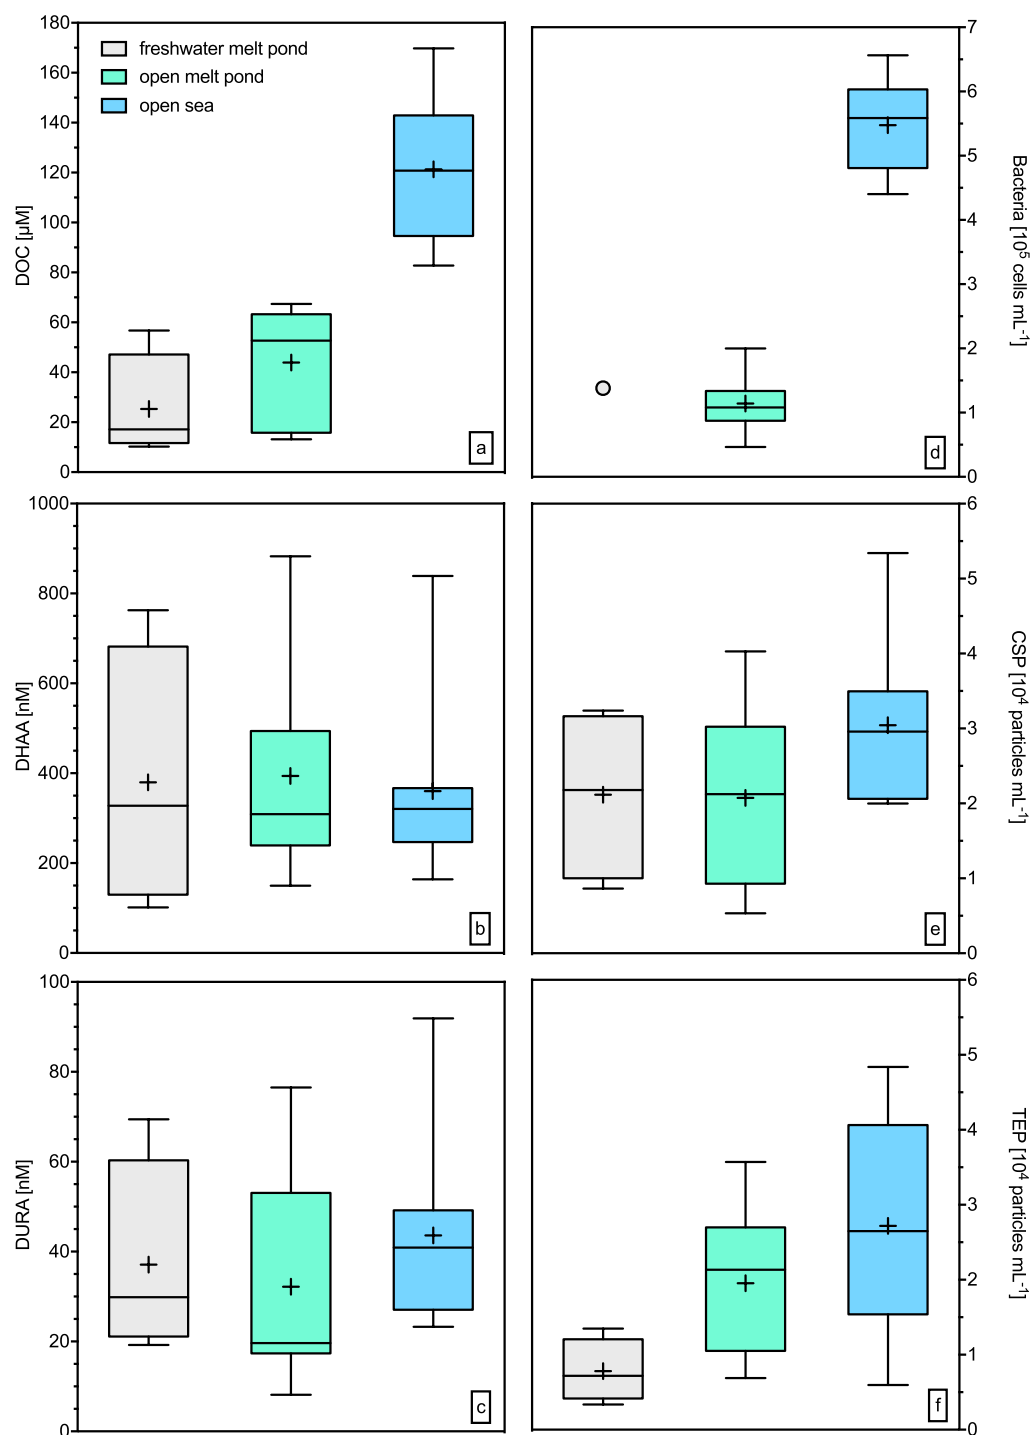 180
160
140
120
100
80
60
40
20
0
DOC [µM]
freshwater melt pond
open melt pond
open sea
a
7
6
5
4
3
2
1
0
Bacteria [10⁵ cells mL⁻¹]
d
1000
800
600
400
200
0
DHAA [nM]
b
6
5
4
3
2
1
0
CSP [10⁴ particles mL⁻¹]
e
100
80
60
40
20
0
DURA [nM]
c
6
5
4
3
2
1
0
TEP [10⁴ particles mL⁻¹]
f